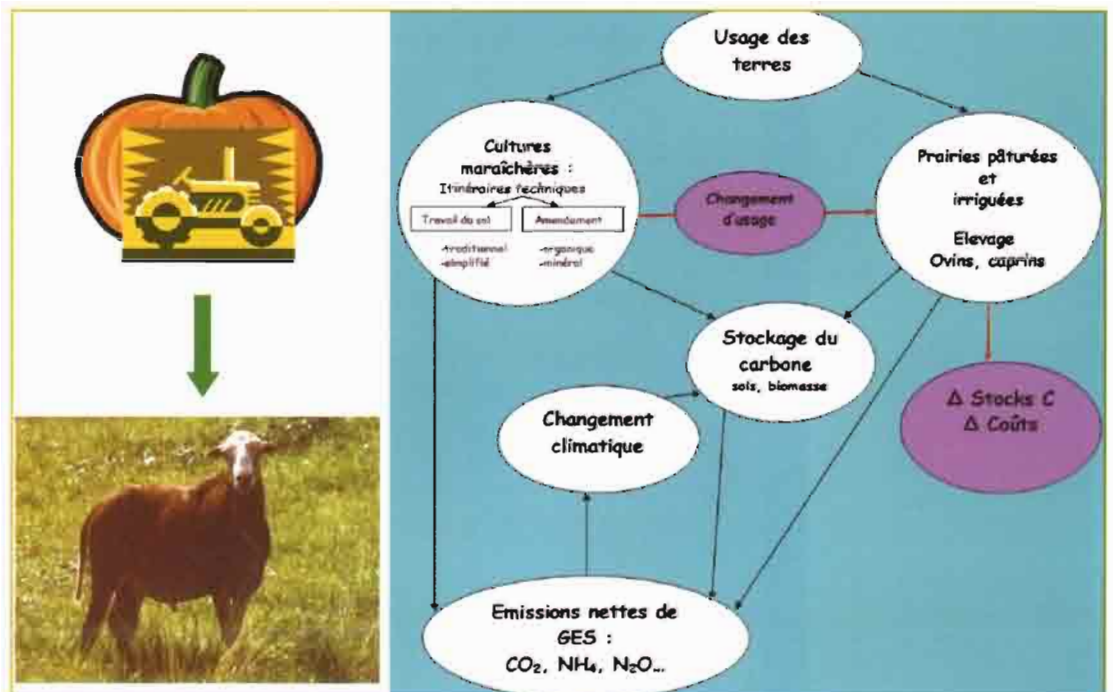 Usage des
terres
Cultures
maraîchères :
Itinéraires techniques
Travail du sol
-traditionnel
-simplifié
Amendement
-organique
-minéral
Changement
d'usage
Prairies pâturées
et
irriguées
Elevage
Ovins, caprins
Stockage du
carbone
sols, biomasse
Changement
climatique
Δ Stocks C
Δ Coûts
Emissions nettes de
GES :
CO₂, NH₄, N₂O...